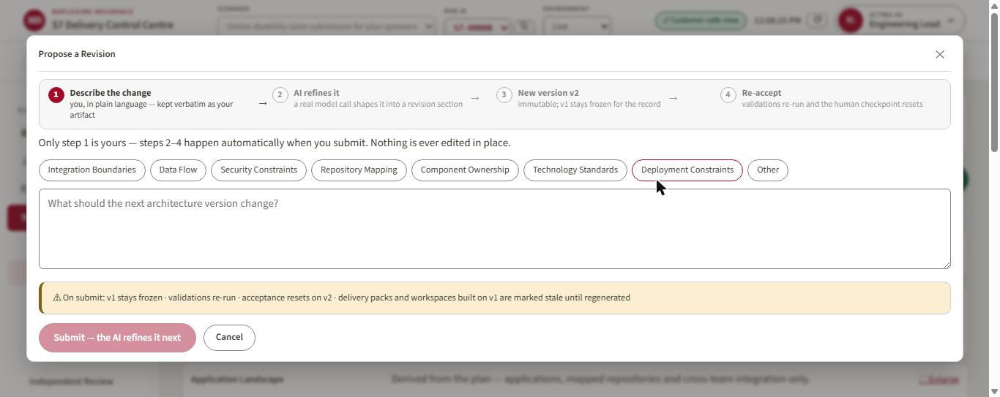 MAPLESURE INSURANCE
S7 Delivery Control Centre
SCENARIO
Online disability claim submission for plan sponsors
RUN ID
ENVIRONMENT
Live
✓ Customer-safe view
12:08:25 PM
ACTING AS
Engineering Lead
Propose a Revision
1
Describe the change
you, in plain language — kept verbatim as your
artifact
→
2
AI refines it
a real model call shapes it into a revision section
→
3
New version v2
immutable; v1 stays frozen for the record
→
4
Re-accept
validations re-run and the human checkpoint resets
Only step 1 is yours — steps 2–4 happen automatically when you submit. Nothing is ever edited in place.
Integration Boundaries
Data Flow
Security Constraints
Repository Mapping
Component Ownership
Technology Standards
Deployment Constraints
Other
What should the next architecture version change?
⚠ On submit: v1 stays frozen · validations re-run · acceptance resets on v2 · delivery packs and workspaces built on v1 are marked stale until regenerated
Submit — the AI refines it next
Cancel
Independent Review
Application Landscape
Derived from the plan — applications, mapped repositories and cross-team integration only.
Enlarge